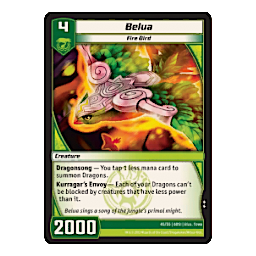 4
Belua
Fire Bird
Creature
Dragonsong — You tap 1 less mana card to
summon Dragons.
Kurragar's Envoy — Each of your Dragons can't
be blocked by creatures that have less power
than it.
Belua sings a song of the jungle's primal might.
2000